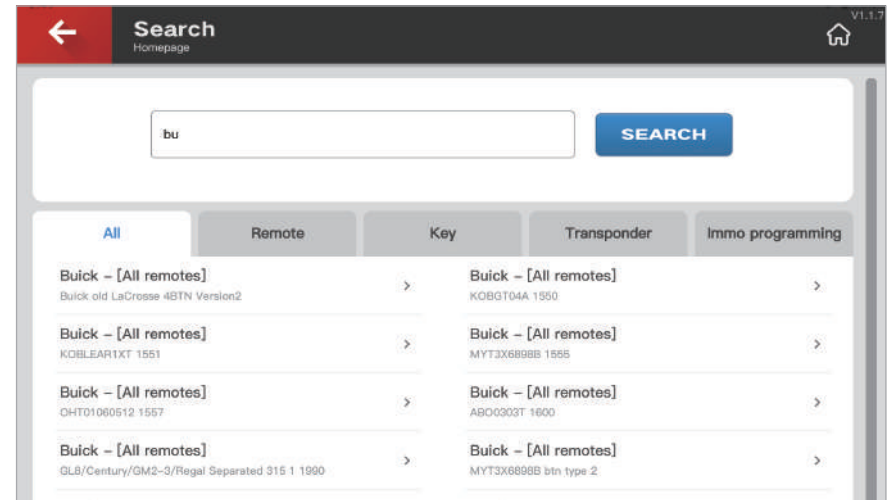 V1.1.7
Search
Homepage
bu
SEARCH
All Remote Key Transponder Immo programming
Buick – [All remotes]
Buick old LaCrosse 4BTN Version2
Buick – [All remotes]
KOBGT04A 1550
Buick – [All remotes]
KOBLEAR1XT 1551
Buick – [All remotes]
MYT3X6898B 1555
Buick – [All remotes]
OHT01060512 1557
Buick – [All remotes]
ABO0303T 1600
Buick – [All remotes]
GL8/Century/GM2–3/Regal Separated 315 1 1990
Buick – [All remotes]
MYT3X6898B btn type 2